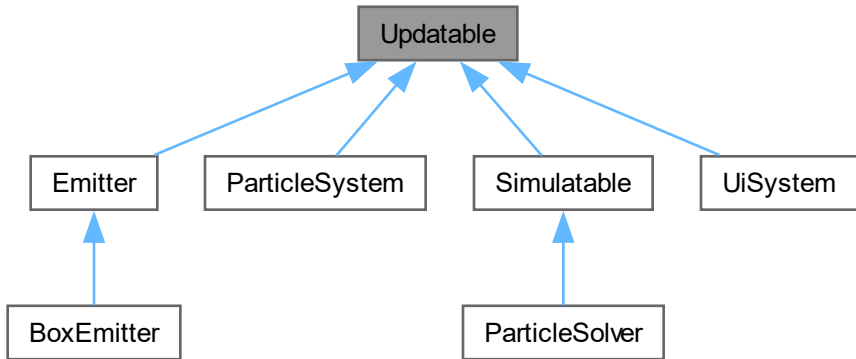 Updatable
Emitter
ParticleSystem
Simulatable
UiSystem
BoxEmitter
ParticleSolver